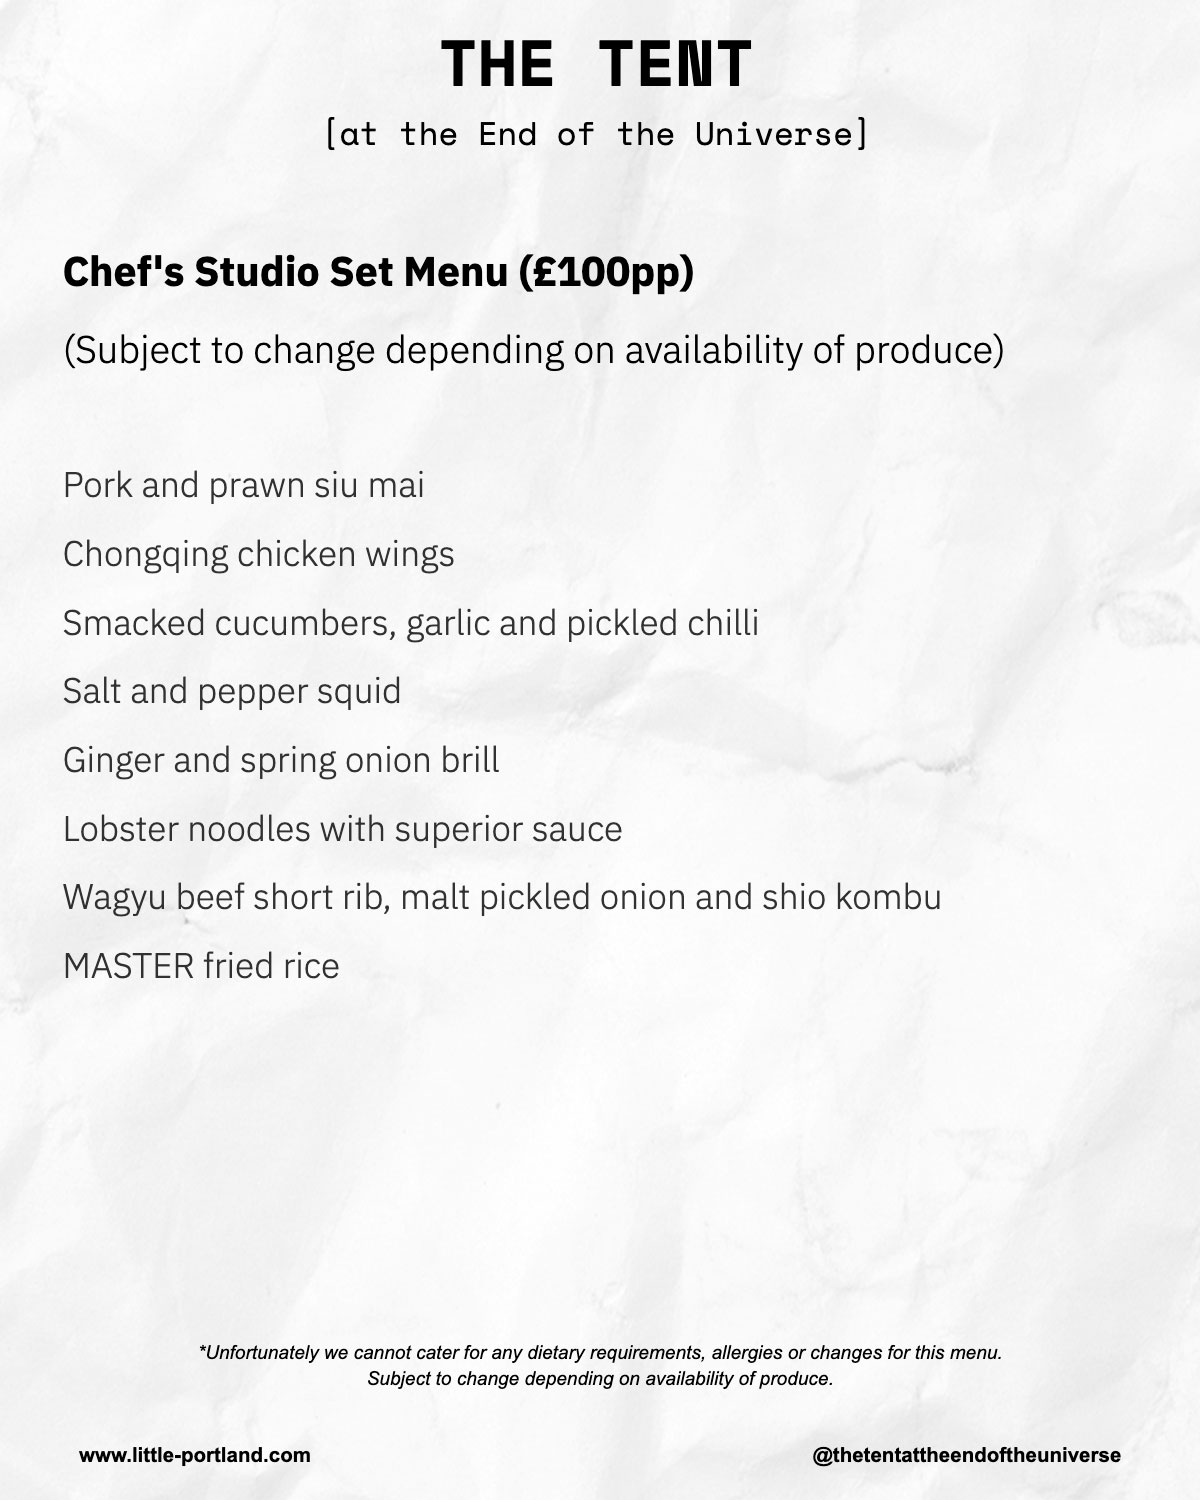 THE TENT
[at the End of the Universe]
Chef's Studio Set Menu (£100pp)
(Subject to change depending on availability of produce)
Pork and prawn siu mai
Chongqing chicken wings
Smacked cucumbers, garlic and pickled chilli
Salt and pepper squid
Ginger and spring onion brill
Lobster noodles with superior sauce
Wagyu beef short rib, malt pickled onion and shio kombu
MASTER fried rice
*Unfortunately we cannot cater for any dietary requirements, allergies or changes for this menu.
Subject to change depending on availability of produce.
www.little-portland.com
@thetentattheendoftheuniverse